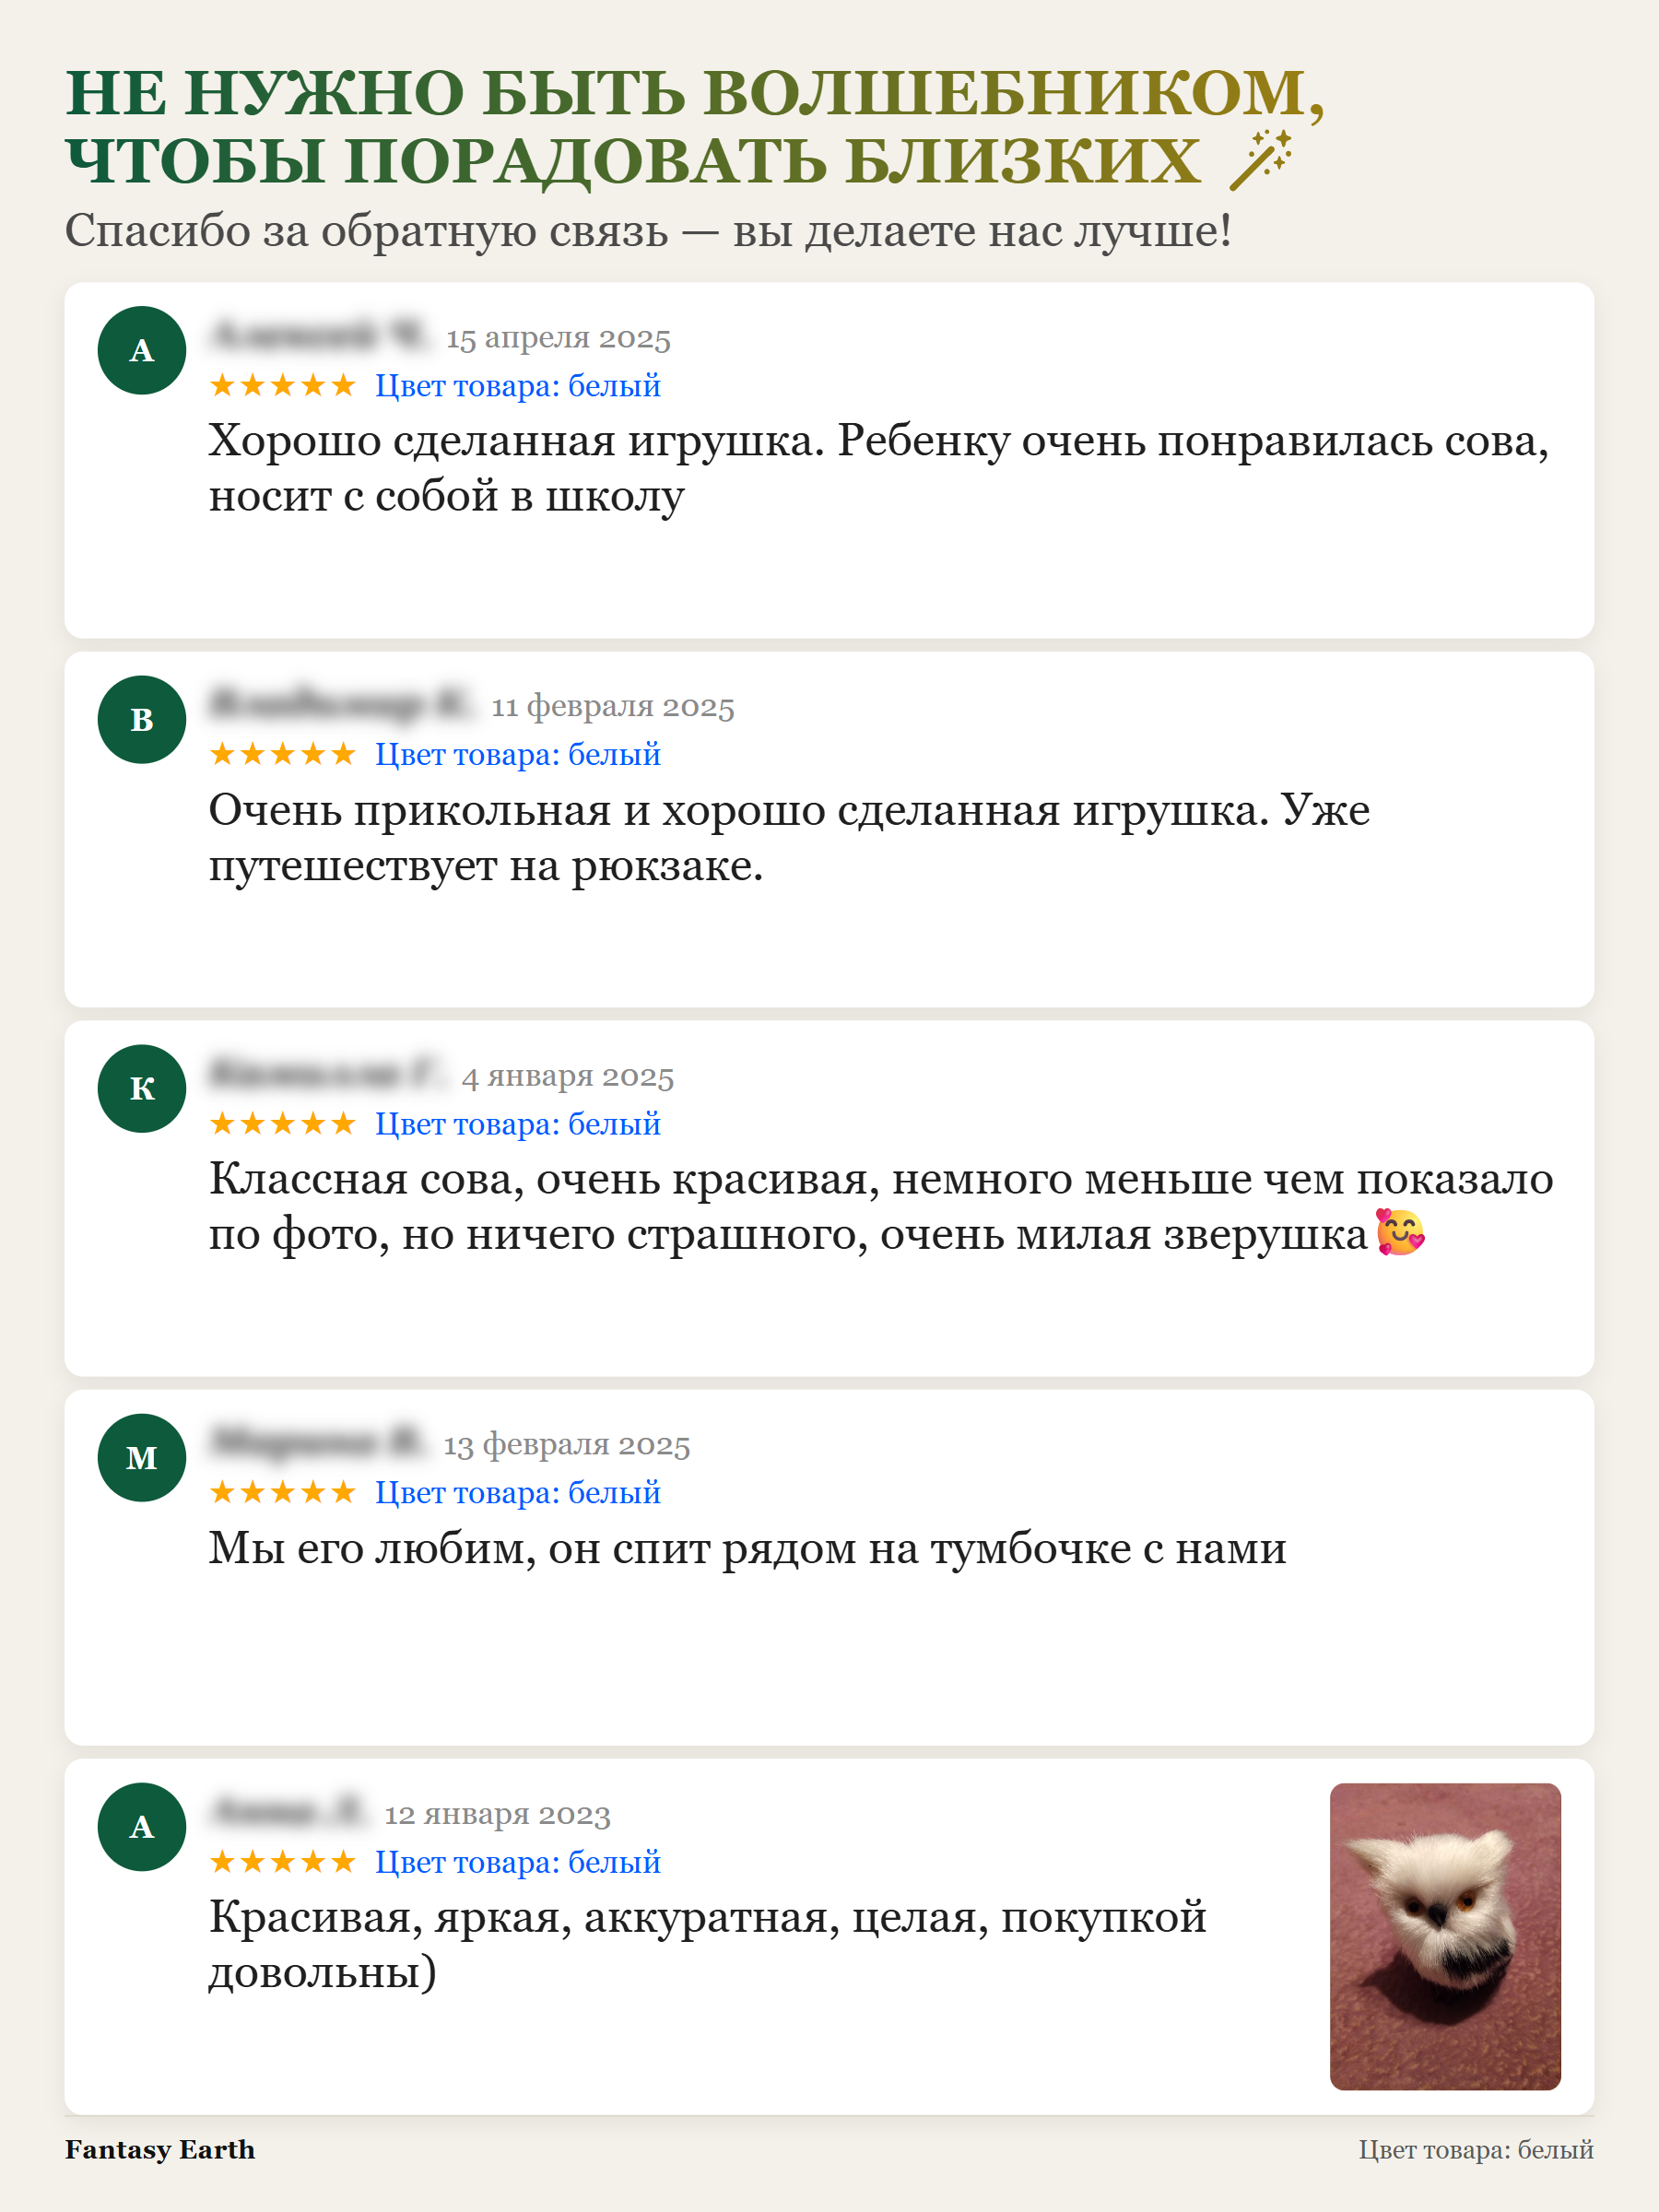 НЕ НУЖНО БЫТЬ ВОЛШЕБНИКОМ,
ЧТОБЫ ПОРАДОВАТЬ БЛИЗКИХ
Спасибо за обратную связь — вы делаете нас лучше!
А
15 апреля 2025
★★★★★ Цвет товара: белый
Хорошо сделанная игрушка. Ребенку очень понравилась сова,
носит с собой в школу
В
11 февраля 2025
★★★★★ Цвет товара: белый
Очень прикольная и хорошо сделанная игрушка. Уже
путешествует на рюкзаке.
К
4 января 2025
★★★★★ Цвет товара: белый
Классная сова, очень красивая, немного меньше чем показало
по фото, но ничего страшного, очень милая зверушка🥰
М
13 февраля 2025
★★★★★ Цвет товара: белый
Мы его любим, он спит рядом на тумбочке с нами
А
12 января 2023
★★★★★ Цвет товара: белый
Красивая, яркая, аккуратная, целая, покупкой
довольны)
Fantasy Earth
Цвет товара: белый